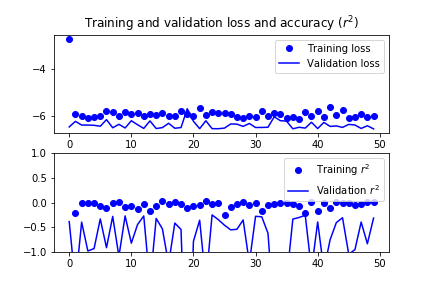 Training and validation loss and accuracy (r²)
Training loss
Validation loss
−4
−6
0 10 20 30 40 50
Training r²
Validation r²
1.0
0.5
0.0
−0.5
−1.0
0 10 20 30 40 50